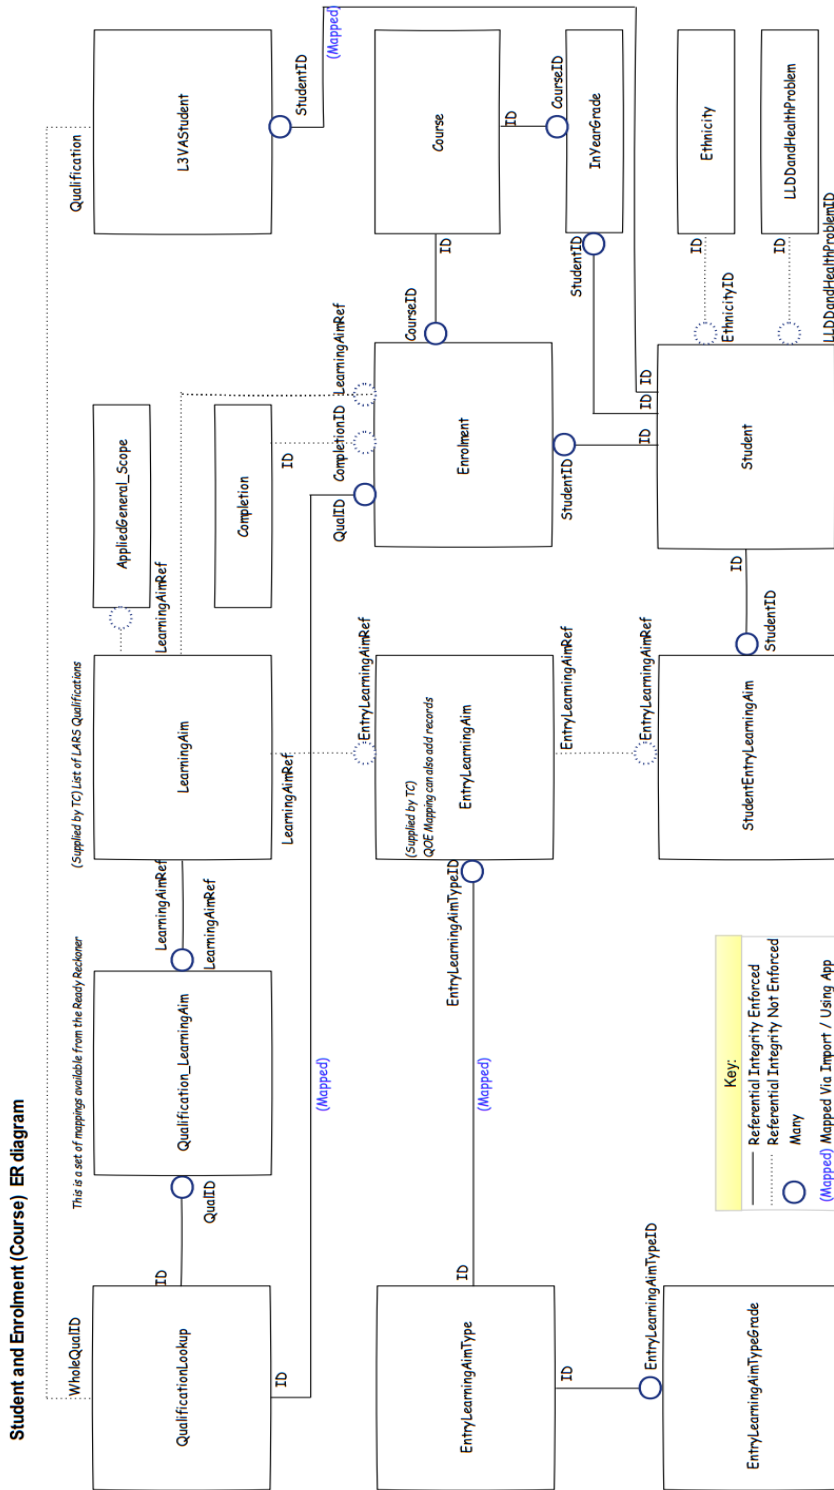 Student and Enrolment (Course)  ER diagram
WholeQualID
Qualification
This is a set of mappings available from the Ready Reckoner
(Supplied by TC) List of LARS Qualifications
QualificationLookup
ID
ID
QualID
Qualification_LearningAim
LearningAimRef
LearningAimRef
LearningAim
LearningAimRef
LearningAimRef
AppliedGeneral_Scope
Completion
ID
L3VAStudent
StudentID
(Mapped)
(Mapped)
QualID
CompletionID
LearningAimRef
EntryLearningAimRef
EntryLearningAimType
ID
ID
(Mapped)
EntryLearningAimTypeID
(Supplied by TC)
QOE Mapping can also add records
EntryLearningAim
EntryLearningAimRef
Enrolment
CourseID
ID
Course
ID
CourseID
InYearGrade
StudentID
StudentID
EntryLearningAimTypeID
EntryLearningAimTypeGrade
EntryLearningAimRef
StudentEntryLearningAim
StudentID
ID
ID
ID
ID
Student
EthnicityID
ID
Ethnicity
LLDDandHealthProblemID
ID
LLDDandHealthProblem
Key:
Referential Integrity Enforced
Referential Integrity Not Enforced
Many
(Mapped) Mapped Via Import / Using App